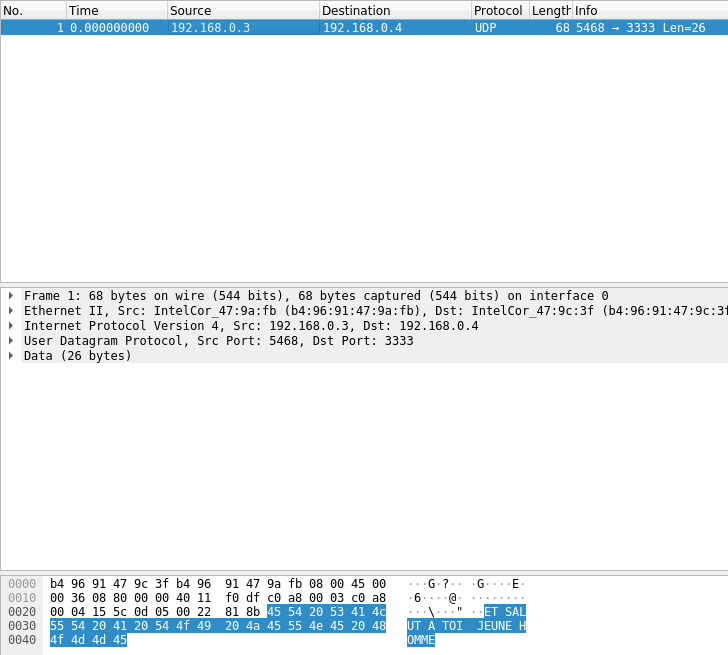 No. Time Source Destination Protocol Length Info
1 0.000000000 192.168.0.3 192.168.0.4 UDP 68 5468 → 3333 Len=26
Frame 1: 68 bytes on wire (544 bits), 68 bytes captured (544 bits) on interface 0
Ethernet II, Src: IntelCor_47:9a:fb (b4:96:91:47:9a:fb), Dst: IntelCor_47:9c:3f (b4:96:91:47:9c:3f
Internet Protocol Version 4, Src: 192.168.0.3, Dst: 192.168.0.4
User Datagram Protocol, Src Port: 5468, Dst Port: 3333
Data (26 bytes)
0000 b4 96 91 47 9c 3f b4 96 91 47 9a fb 08 00 45 00 ···G·?·· ·G····E·
0010 00 36 08 80 00 00 40 11 f0 df c0 a8 00 03 c0 a8 ·6····@· ········
0020 00 04 15 5c 0d 05 00 22 81 8b 45 54 20 53 41 4c ···\···" ··ET SAL
0030 55 54 20 41 20 54 4f 49 20 4a 45 55 4e 45 20 48 UT A TOI JEUNE H
0040 4f 4d 4d 45 OMME